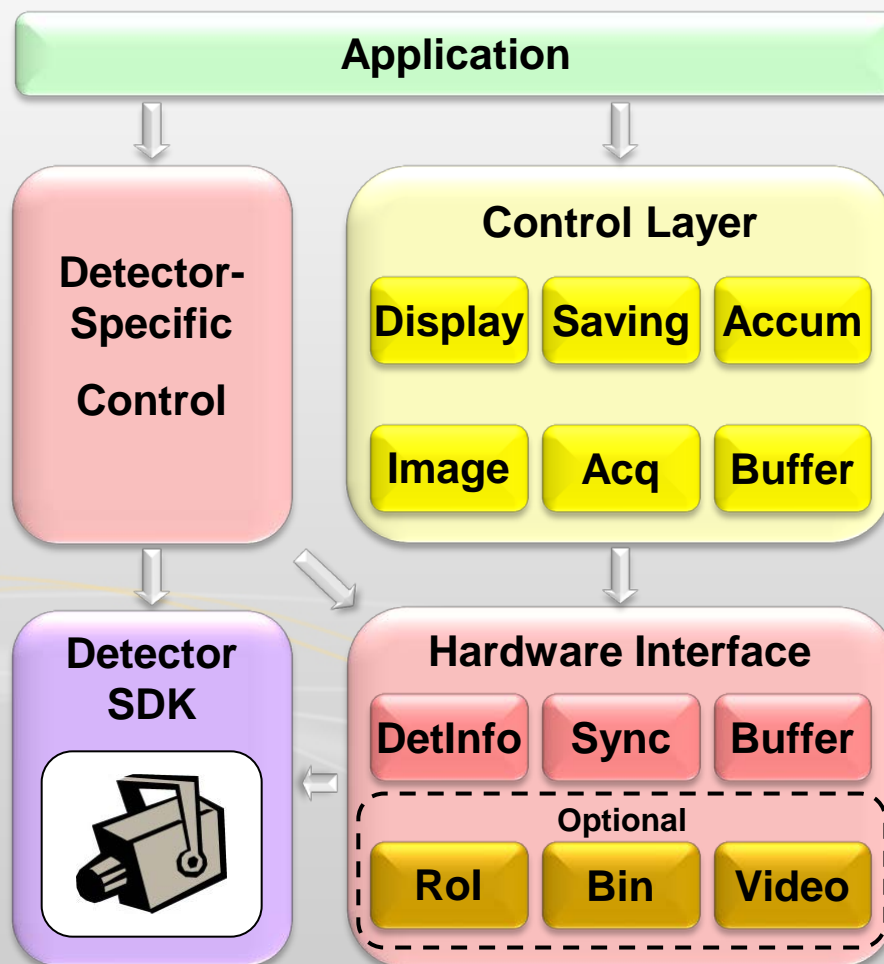 Application
Detector-
Specific
Control
Control Layer
Display
Saving
Accum
Image
Acq
Buffer
Detector
SDK
Hardware Interface
DetInfo
Sync
Buffer
Optional
RoI
Bin
Video